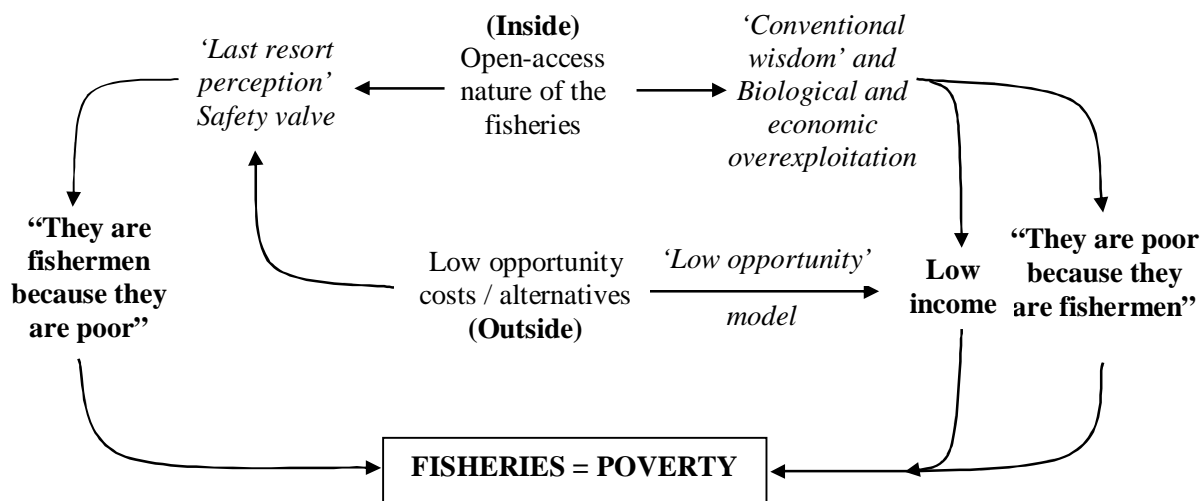 ‘Last resort
perception’
Safety valve
(Inside)
Open-access
nature of the
fisheries
‘Conventional
wisdom’ and
Biological and
economic
overexploitation
“They are
fishermen
because they
are poor”
Low opportunity
costs / alternatives
(Outside)
‘Low opportunity’
model
Low
income
“They are poor
because they
are fishermen”
FISHERIES = POVERTY